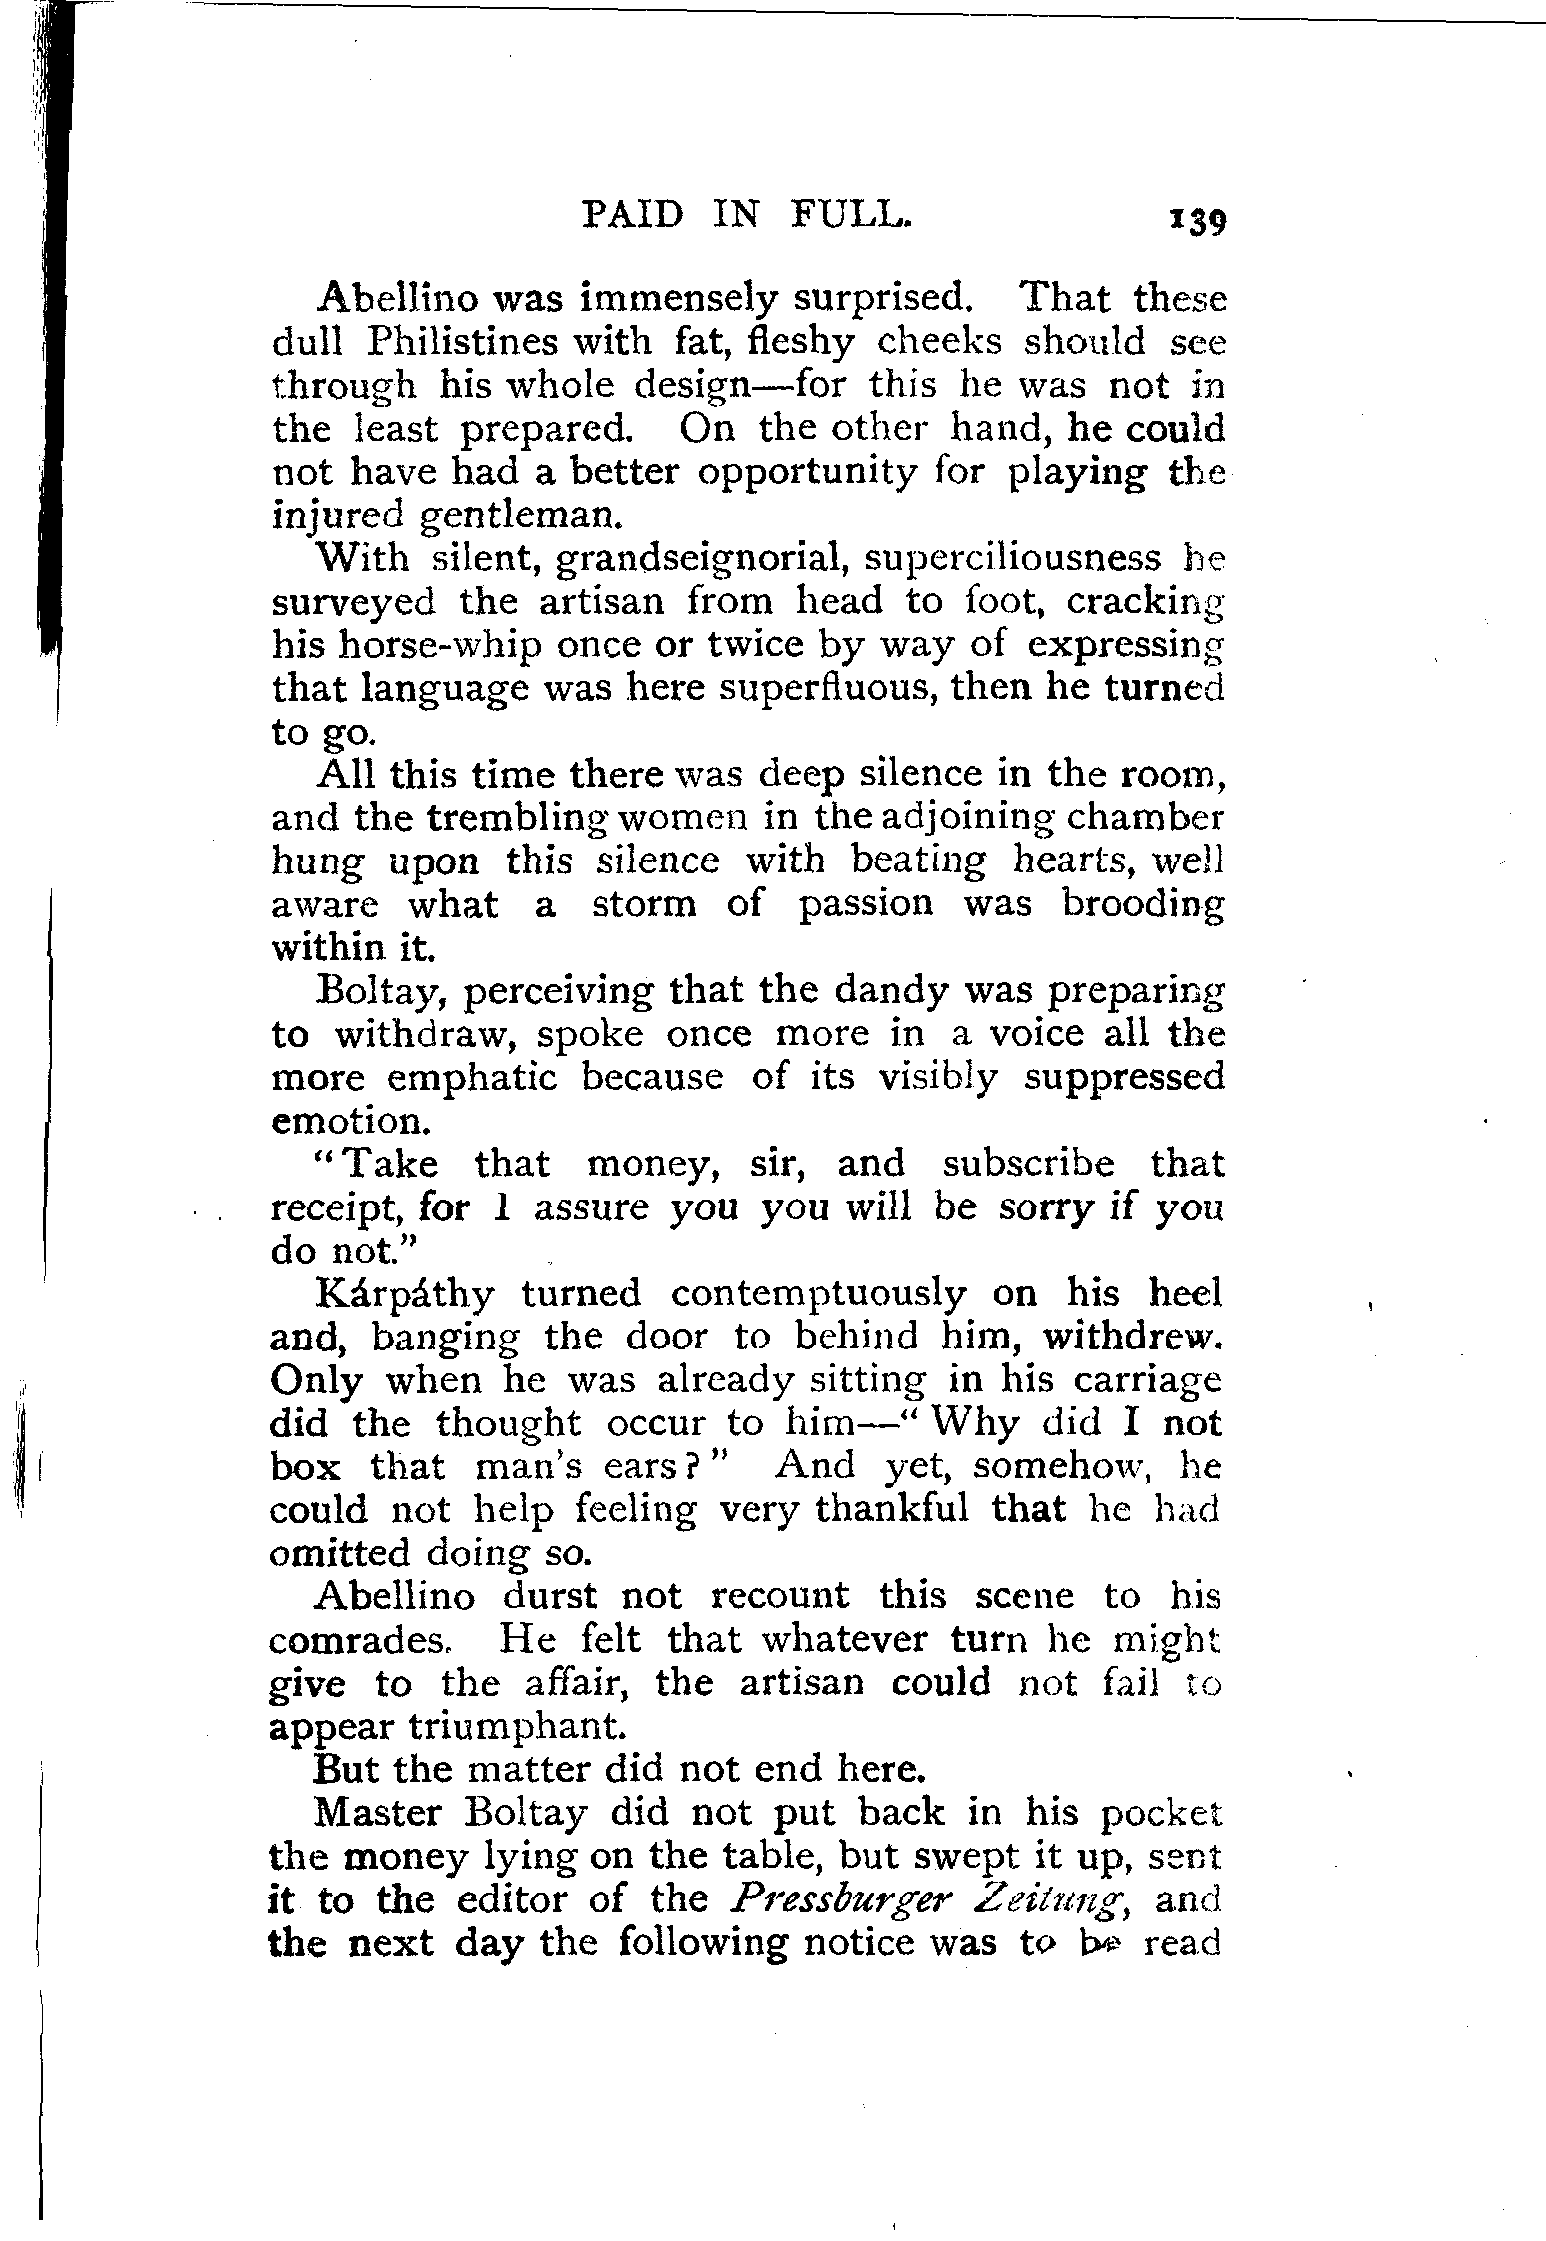 PAID IN FULL. 139
Abellino was immensely surprised. That these
dull Philistines with fat, fleshy cheeks should see
through his whole design—for this he was not in
the least prepared. On the other hand, he could
not have had a better opportunity for playing the
injured gentleman.
With silent, grandseignorial, superciliousness he
surveyed the artisan from head to foot, cracking
his horse-whip once or twice by way of expressing
that language was here superfluous, then he turned
to go.
All this time there was deep silence in the room,
and the trembling women in the adjoining chamber
hung upon this silence with beating hearts, well
aware what a storm of passion was brooding
within it.
Boltay, perceiving that the dandy was preparing
to withdraw, spoke once more in a voice all the
more emphatic because of its visibly suppressed
emotion.
“Take that money, sir, and subscribe that
receipt, for I assure you you will be sorry if you
do not.”
Kárpáthy turned contemptuously on his heel
and, banging the door to behind him, withdrew.
Only when he was already sitting in his carriage
did the thought occur to him—“Why did I not
box that man's ears?” And yet, somehow, he
could not help feeling very thankful that he had
omitted doing so.
Abellino durst not recount this scene to his
comrades. He felt that whatever turn he might
give to the affair, the artisan could not fail to
appear triumphant.
But the matter did not end here.
Master Boltay did not put back in his pocket
the money lying on the table, but swept it up, sent
it to the editor of the Pressburger Zeitung, and
the next day the following notice was to be read